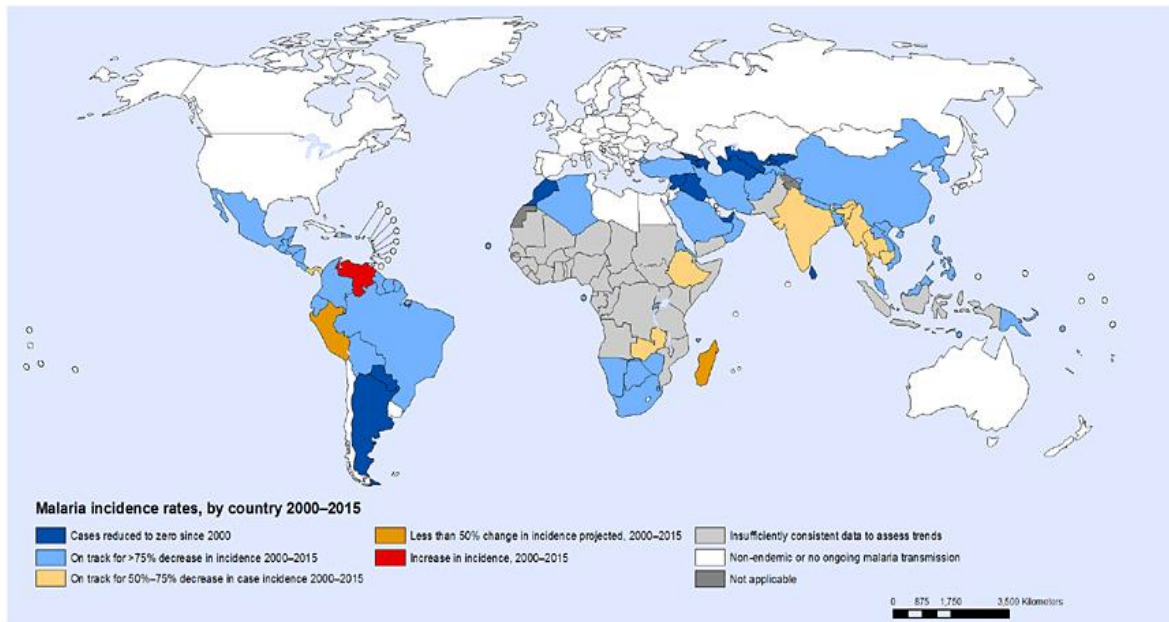 Malaria incidence rates, by country 2000–2015
Cases reduced to zero since 2000
On track for >75% decrease in incidence 2000–2015
On track for 50%–75% decrease in case incidence 2000–2015
Less than 50% change in incidence projected, 2000–2015
Increase in incidence, 2000–2015
Insufficiently consistent data to assess trends
Non-endemic or no ongoing malaria transmission
Not applicable
0 875 1,750 3,500 Kilometers